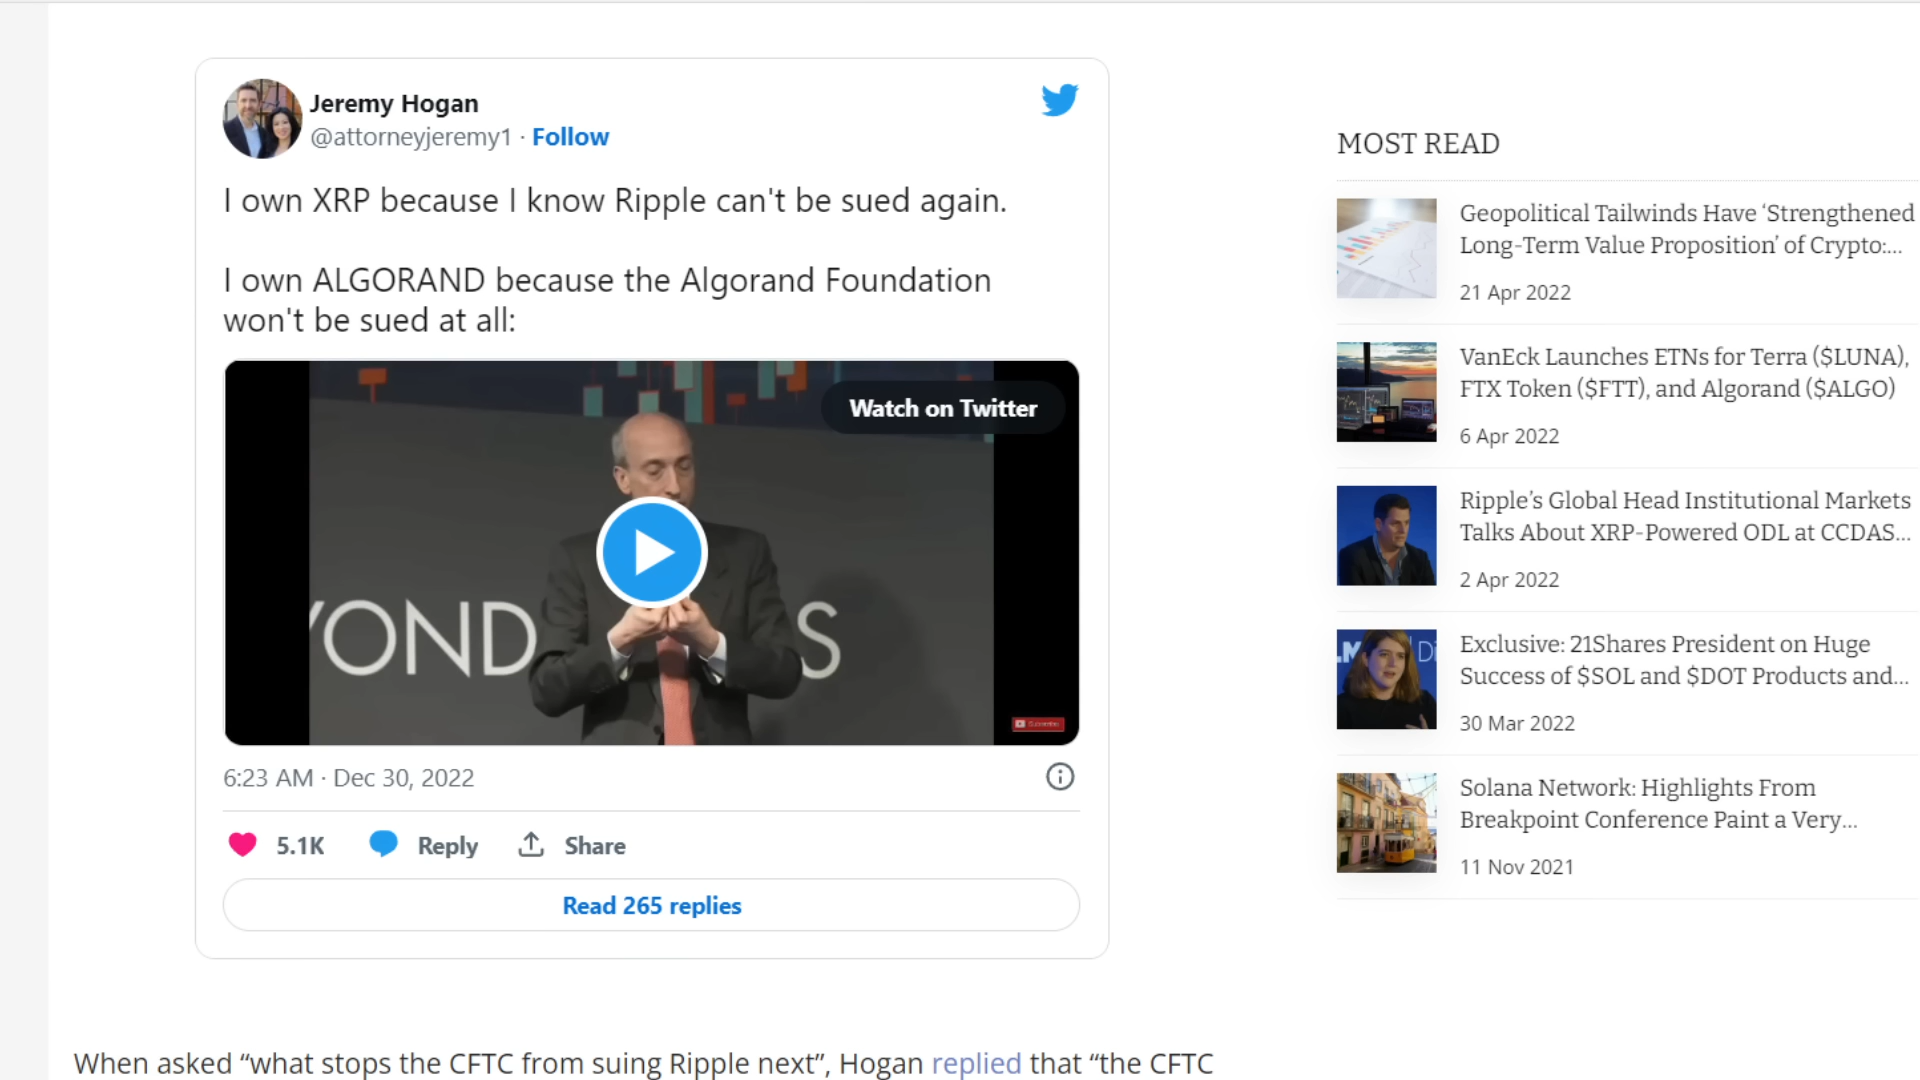 Jeremy Hogan
@attorneyjeremy1 · Follow
I own XRP because I know Ripple can't be sued again.
I own ALGORAND because the Algorand Foundation
won't be sued at all:
Watch on Twitter
YOND
S
Subscribe
6:23 AM · Dec 30, 2022
5.1K Reply Share
Read 265 replies
When asked “what stops the CFTC from suing Ripple next”, Hogan replied that “the CFTC
MOST READ
Geopolitical Tailwinds Have ‘Strengthened
Long-Term Value Proposition’ of Crypto:...
21 Apr 2022
VanEck Launches ETNs for Terra ($LUNA),
FTX Token ($FTT), and Algorand ($ALGO)
6 Apr 2022
Ripple’s Global Head Institutional Markets
Talks About XRP-Powered ODL at CCDAS...
2 Apr 2022
Exclusive: 21Shares President on Huge
Success of $SOL and $DOT Products and...
30 Mar 2022
Solana Network: Highlights From
Breakpoint Conference Paint a Very...
11 Nov 2021